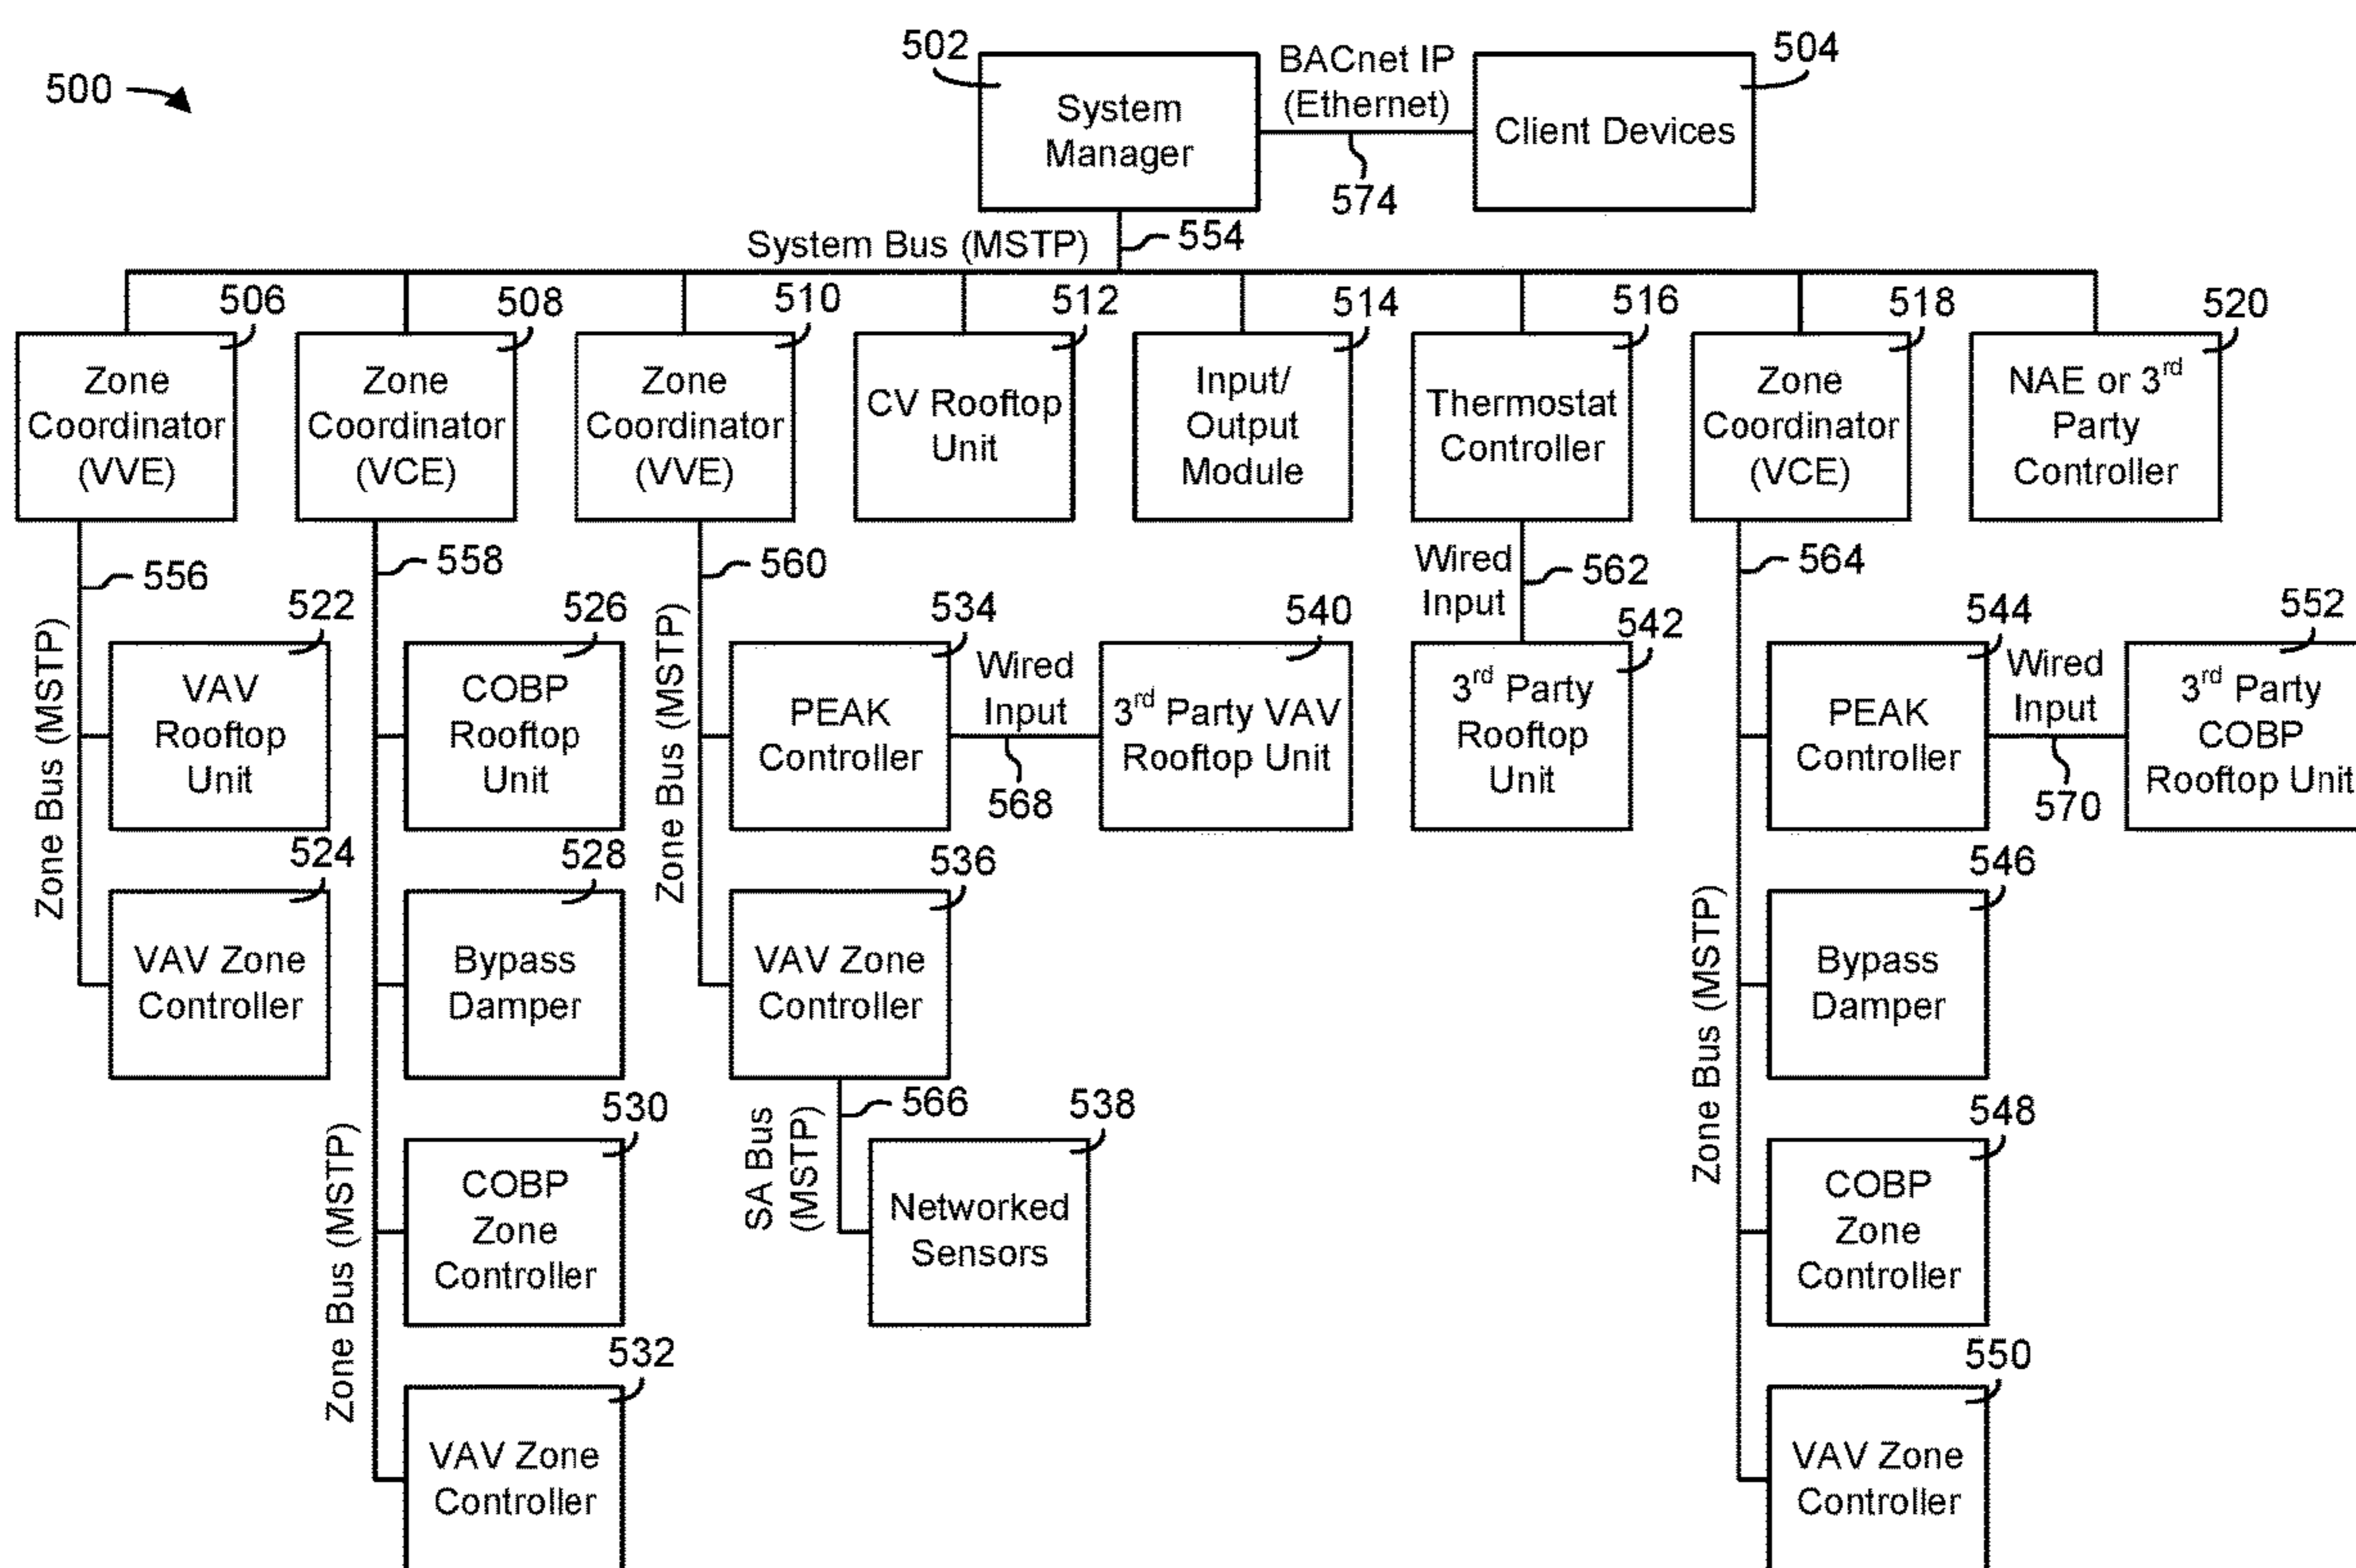 500
502
System
Manager
BACnet IP
(Ethernet)
574
504
Client Devices
System Bus (MSTP)
554
506
Zone
Coordinator
(VVE)
508
Zone
Coordinator
(VCE)
510
Zone
Coordinator
(VVE)
512
CV Rooftop
Unit
514
Input/
Output
Module
516
Thermostat
Controller
518
Zone
Coordinator
(VCE)
520
NAE or 3rd
Party
Controller
556
Zone Bus (MSTP)
522
VAV
Rooftop
Unit
524
VAV Zone
Controller
558
Zone Bus (MSTP)
526
COBP
Rooftop
Unit
528
Bypass
Damper
530
COBP
Zone
Controller
532
VAV Zone
Controller
560
Zone Bus (MSTP)
534
PEAK
Controller
Wired
Input
568
540
3rd Party VAV
Rooftop Unit
536
VAV Zone
Controller
566
SA Bus
(MSTP)
538
Networked
Sensors
Wired
Input
562
542
3rd Party
Rooftop
Unit
564
Zone Bus (MSTP)
544
PEAK
Controller
Wired
Input
570
552
3rd Party
COBP
Rooftop Unit
546
Bypass
Damper
548
COBP
Zone
Controller
550
VAV Zone
Controller